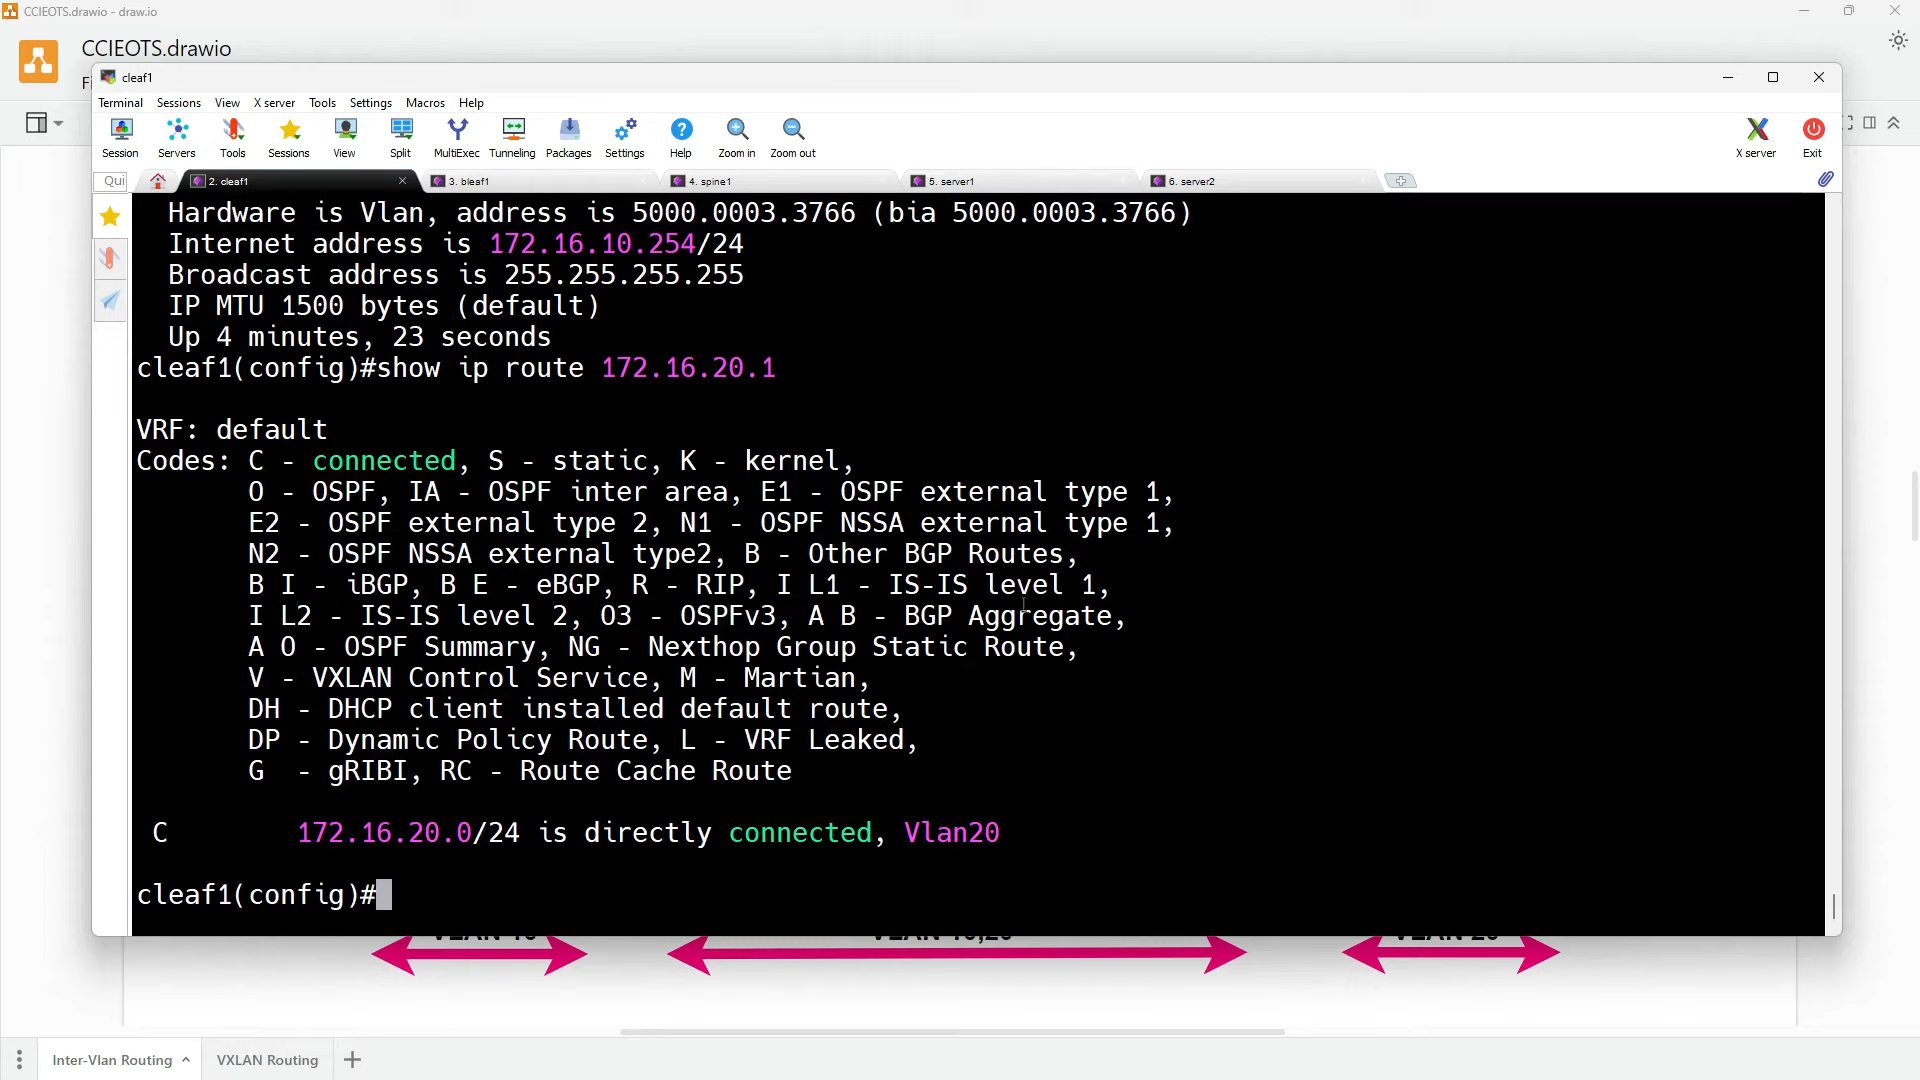 CCIEOTS.drawio - draw.io
CCIEOTS.drawio
cleaf1
Terminal Sessions View X server Tools Settings Macros Help
Session Servers Tools Sessions View Split MultiExec Tunneling Packages Settings Help Zoom in Zoom out X server Exit
Qui 2. cleaf1 3. bleaf1 4. spine1 5. server1 6. server2
Hardware is Vlan, address is 5000.0003.3766 (bia 5000.0003.3766)
Internet address is 172.16.10.254/24
Broadcast address is 255.255.255.255
IP MTU 1500 bytes (default)
Up 4 minutes, 23 seconds
cleaf1(config)#show ip route 172.16.20.1
VRF: default
Codes: C - connected, S - static, K - kernel,
O - OSPF, IA - OSPF inter area, E1 - OSPF external type 1,
E2 - OSPF external type 2, N1 - OSPF NSSA external type 1,
N2 - OSPF NSSA external type2, B - Other BGP Routes,
B I - iBGP, B E - eBGP, R - RIP, I L1 - IS-IS level 1,
I L2 - IS-IS level 2, O3 - OSPFv3, A B - BGP Aggregate,
A O - OSPF Summary, NG - Nexthop Group Static Route,
V - VXLAN Control Service, M - Martian,
DH - DHCP client installed default route,
DP - Dynamic Policy Route, L - VRF Leaked,
G  - gRIBI, RC - Route Cache Route
C 172.16.20.0/24 is directly connected, Vlan20
cleaf1(config)#
Inter-Vlan Routing VXLAN Routing